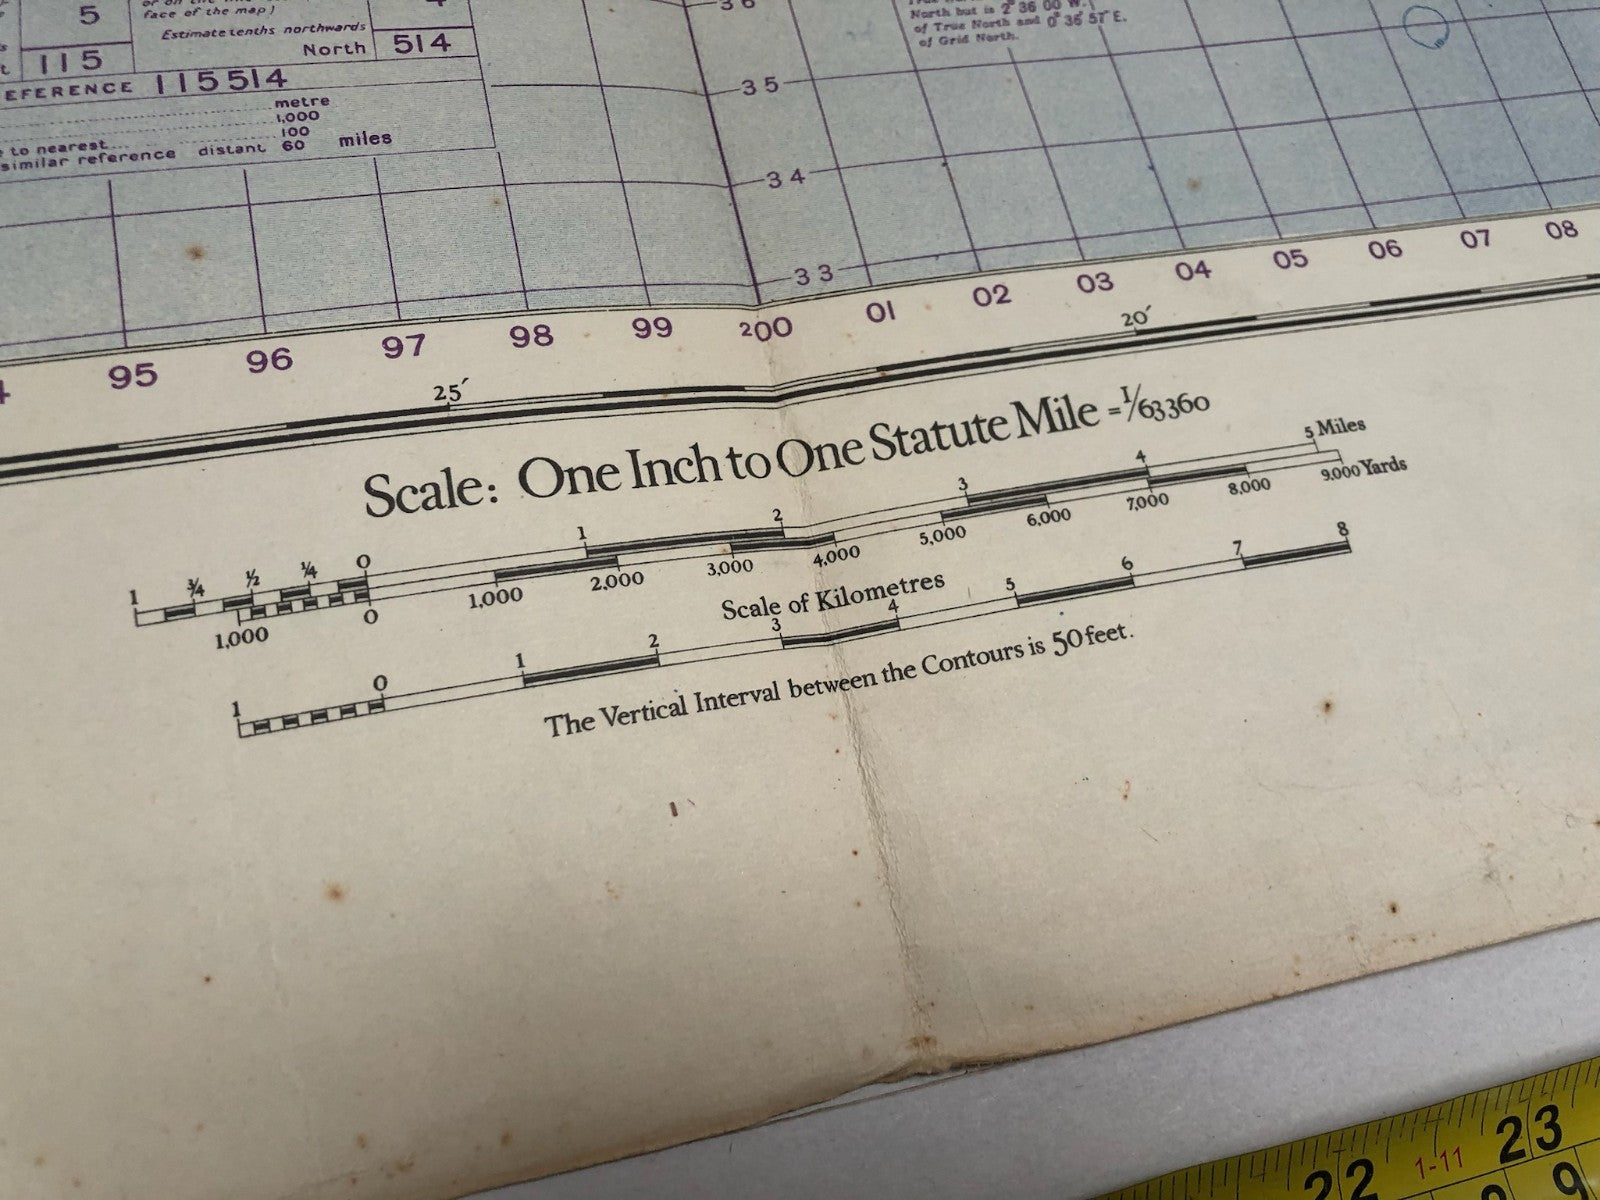 5
face of the map)
Estimate tenths northwards
115
North 514
EFERENCE 115514
metre
1,000
100
to nearest
similar reference distant 60 miles
36
35
34
33
North but is 2° 36 00 W.
of True North and 0° 36 57 E.
of Grid North.
95 96 97 98 99 200 01 02 03 04 05 06 07 08
25′ 20′
Scale: One Inch to One Statute Mile = 1/63360
1 ¾ ½ ¼ 0 1 2 3 4 5 Miles
1,000 0 1,000 2,000 3,000 4,000 5,000 6,000 7,000 8,000 9,000 Yards
Scale of Kilometres
1 0 1 2 3 4 5 6 7 8
The Vertical Interval between the Contours is 50 feet.
22 1-11 23
9